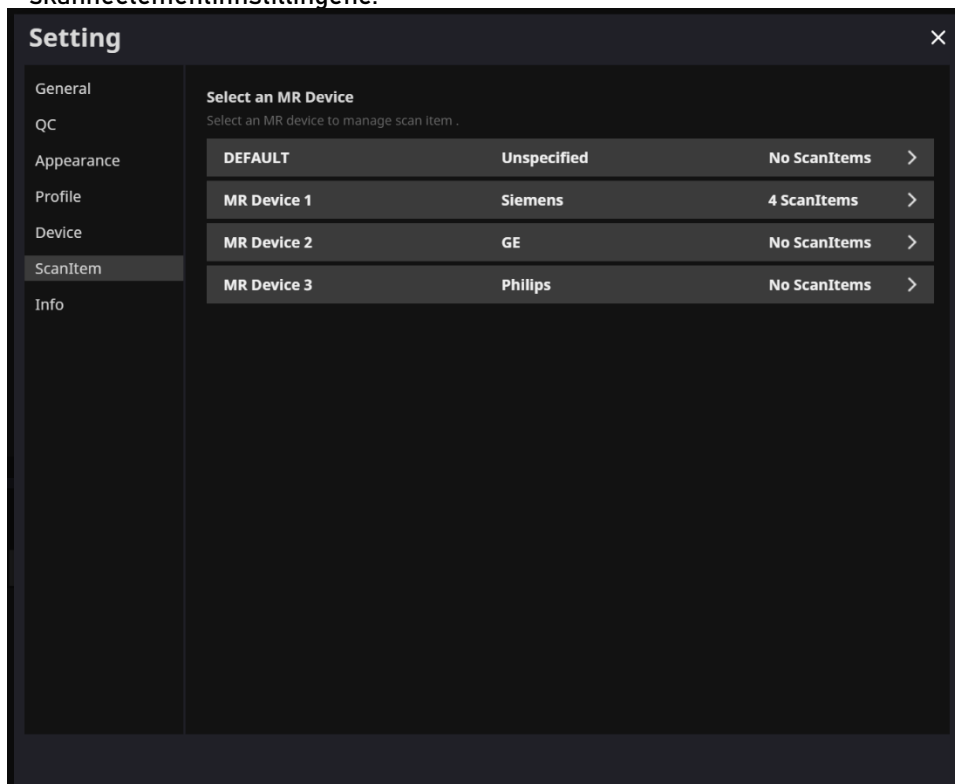 skanneelementinnstillingene.
Setting
General
QC
Appearance
Profile
Device
ScanItem
Info
Select an MR Device
Select an MR device to manage scan item .
DEFAULT Unspecified No ScanItems
MR Device 1 Siemens 4 ScanItems
MR Device 2 GE No ScanItems
MR Device 3 Philips No ScanItems